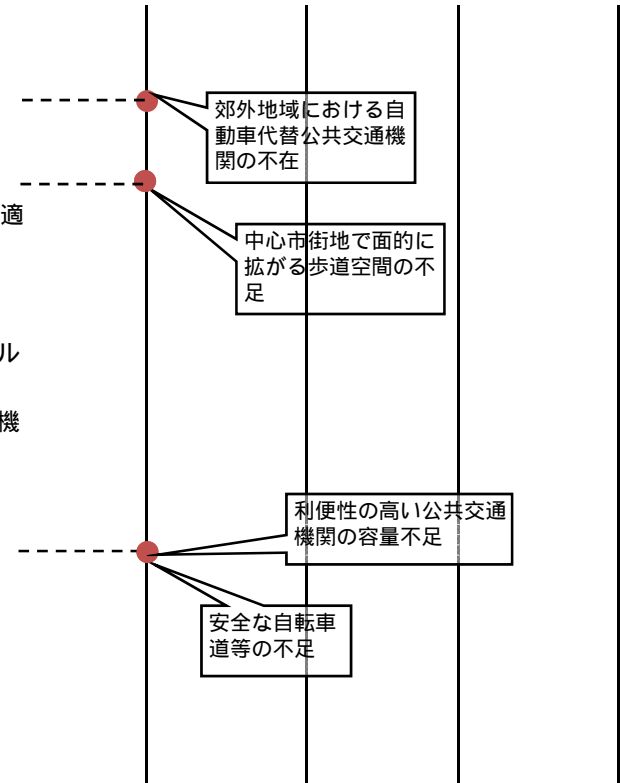 郊外地域における自
動車代替公共交通機
関の不在
適
中心市街地で面的に
拡がる歩道空間の不
足
ル
機
利便性の高い公共交通
機関の容量不足
安全な自転車
道等の不足